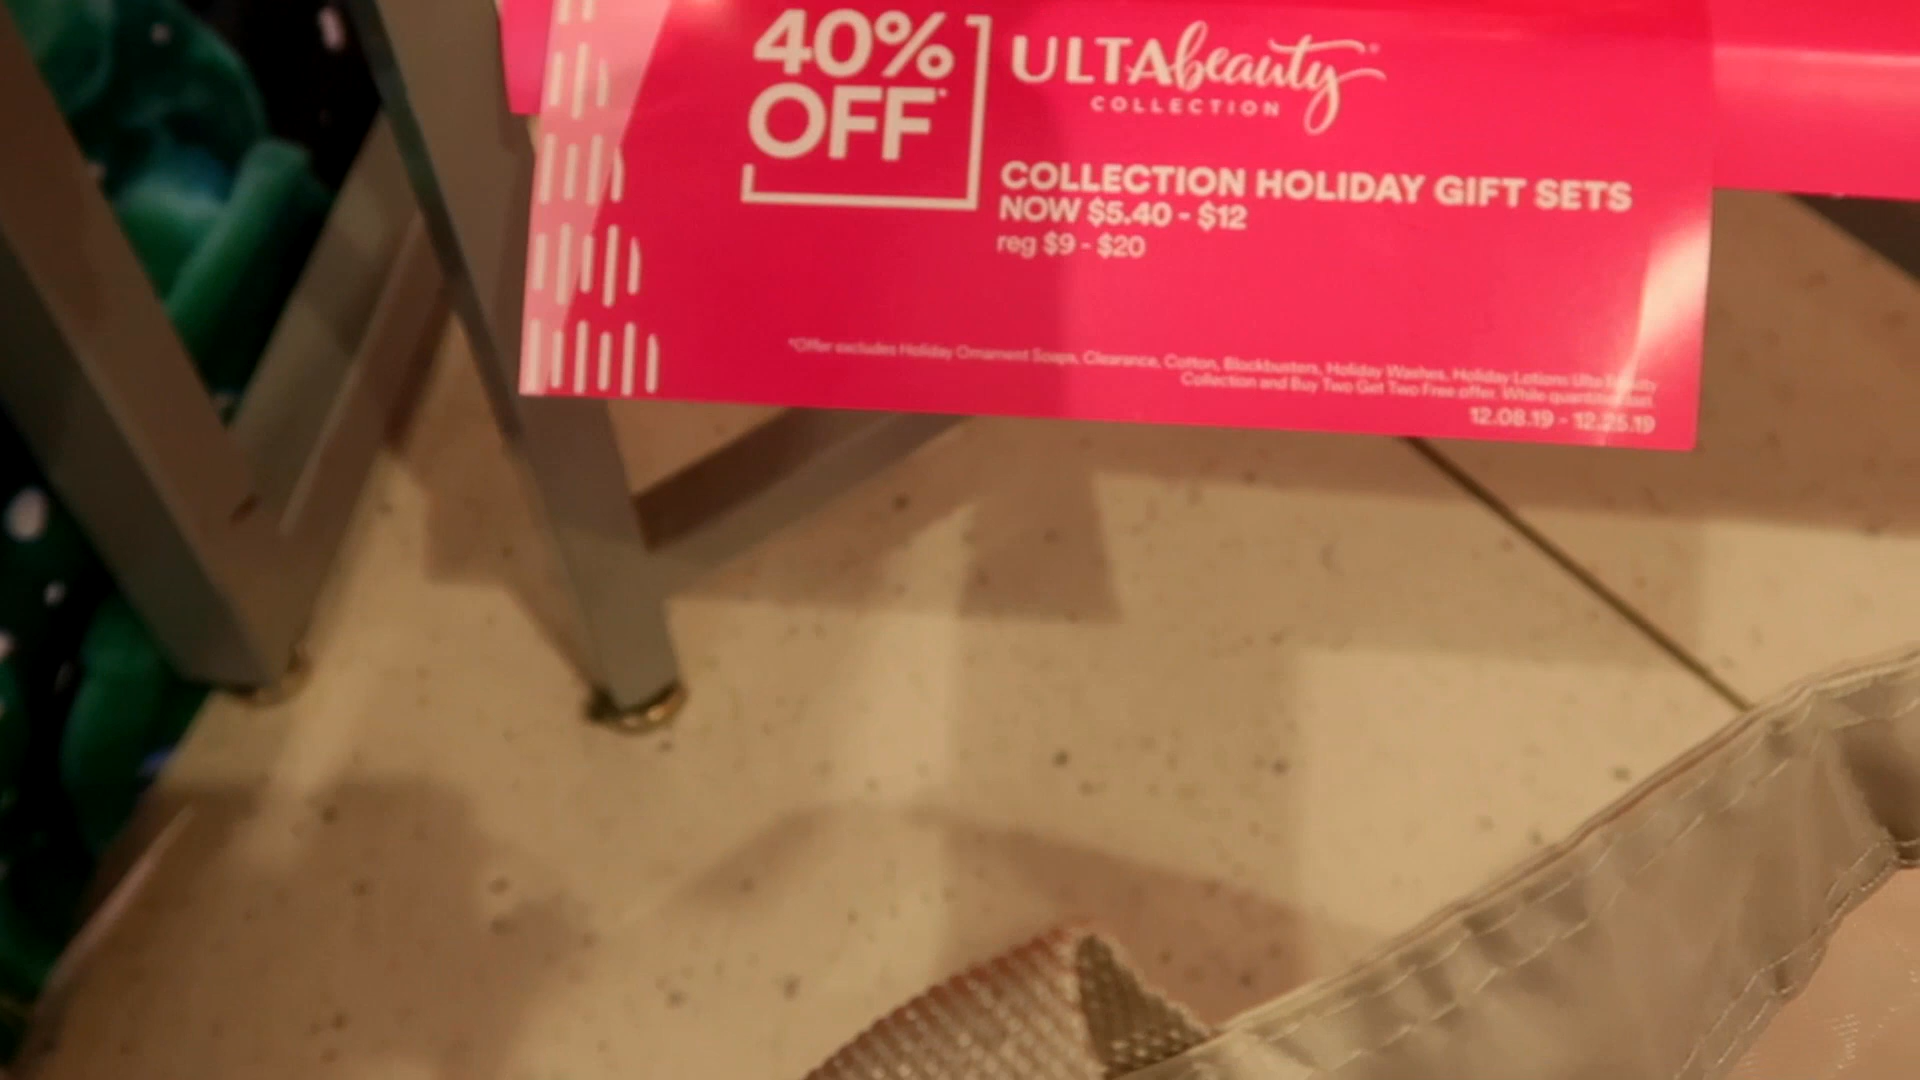 40%
OFF*
ULTA beauty®
COLLECTION
COLLECTION HOLIDAY GIFT SETS
NOW $5.40 - $12
reg $9 - $20
*Offer excludes Holiday Ornament Soaps, Clearance, Cotton, Blockbusters, Holiday Washes, Holiday Lotions Ulta Beauty
Collection and Buy Two Get Two Free offer. While quantities last.
12.08.19 - 12.25.19